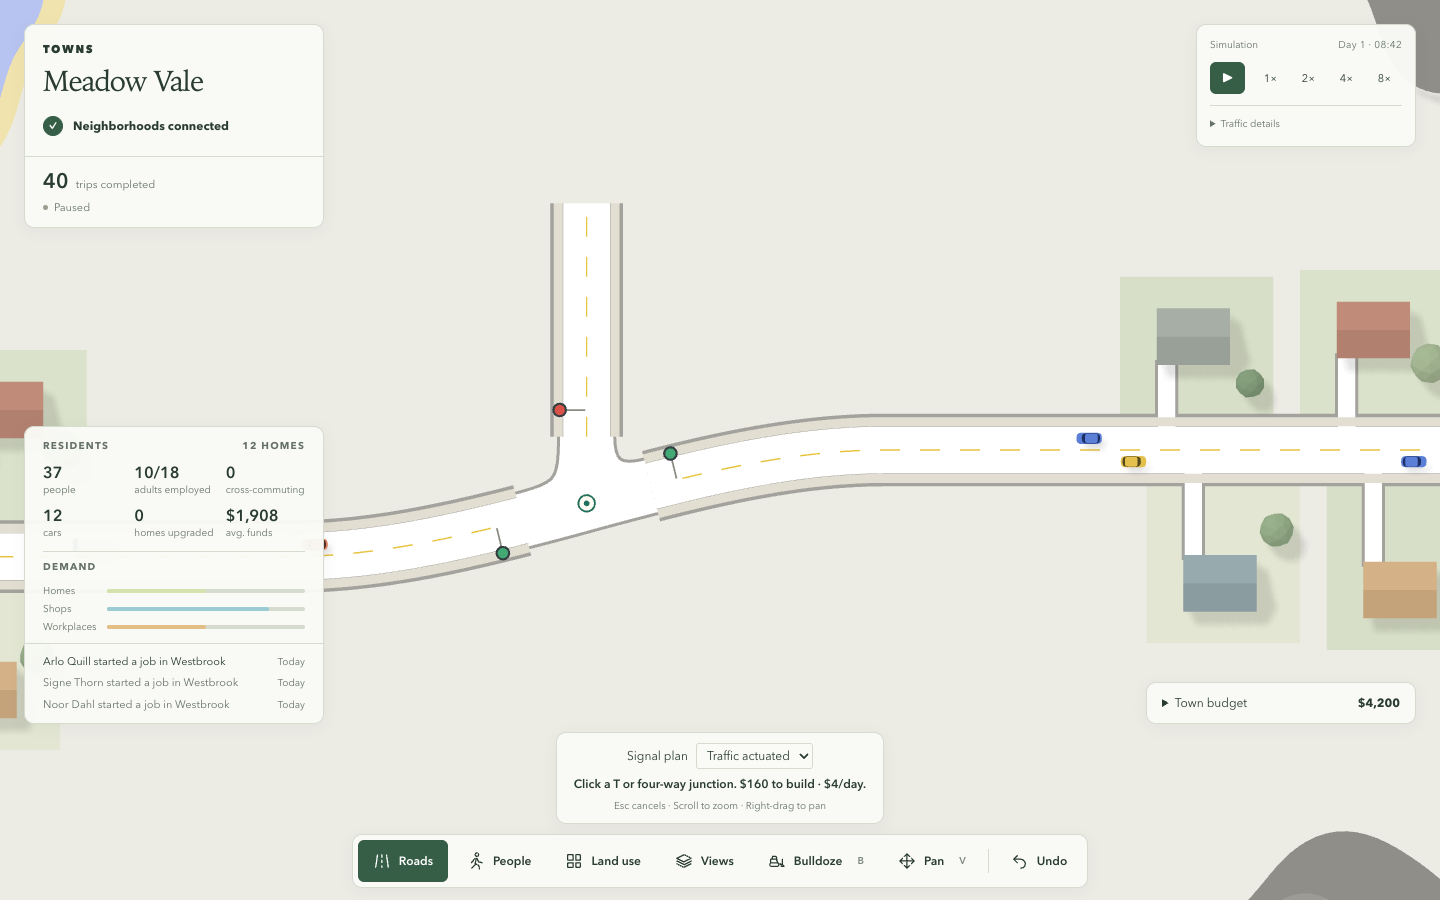 TOWNS
Meadow Vale
Neighborhoods connected
40 trips completed
Paused
Simulation Day 1 · 08:42
1× 2× 4× 8×
Traffic details
RESIDENTS 12 HOMES
37 10/18 0
people adults employed cross-commuting
12 0 $1,908
cars homes upgraded avg. funds
DEMAND
Homes
Shops
Workplaces
Arlo Quill started a job in Westbrook Today
Signe Thorn started a job in Westbrook Today
Noor Dahl started a job in Westbrook Today
Town budget $4,200
Signal plan Traffic actuated
Click a T or four-way junction. $160 to build · $4/day.
Esc cancels · Scroll to zoom · Right-drag to pan
Roads People Land use Views Bulldoze B Pan V Undo